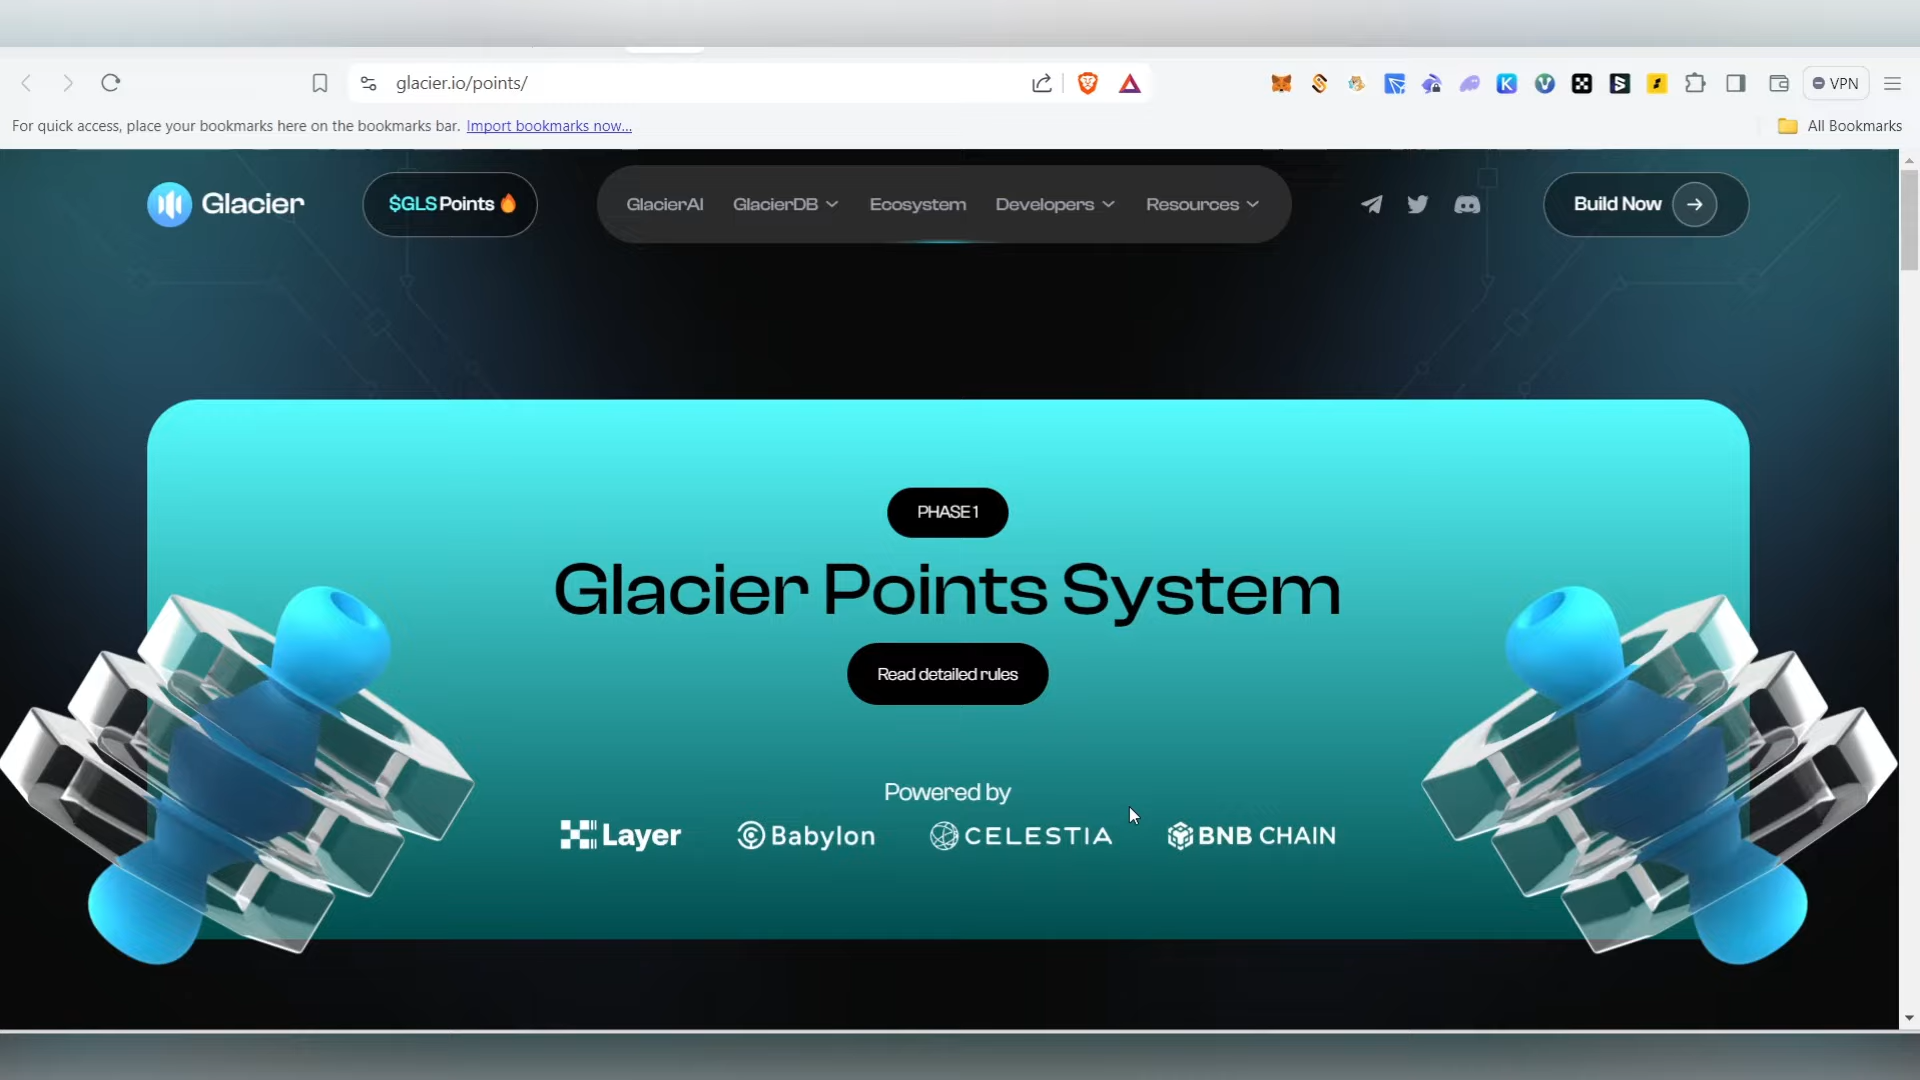 glacier.io/points/
VPN
For quick access, place your bookmarks here on the bookmarks bar. Import bookmarks now...
All Bookmarks
Glacier
$GLS Points
GlacierAI
GlacierDB
Ecosystem
Developers
Resources
Build Now
PHASE 1
Glacier Points System
Read detailed rules
Powered by
Layer
Babylon
CELESTIA
BNB CHAIN